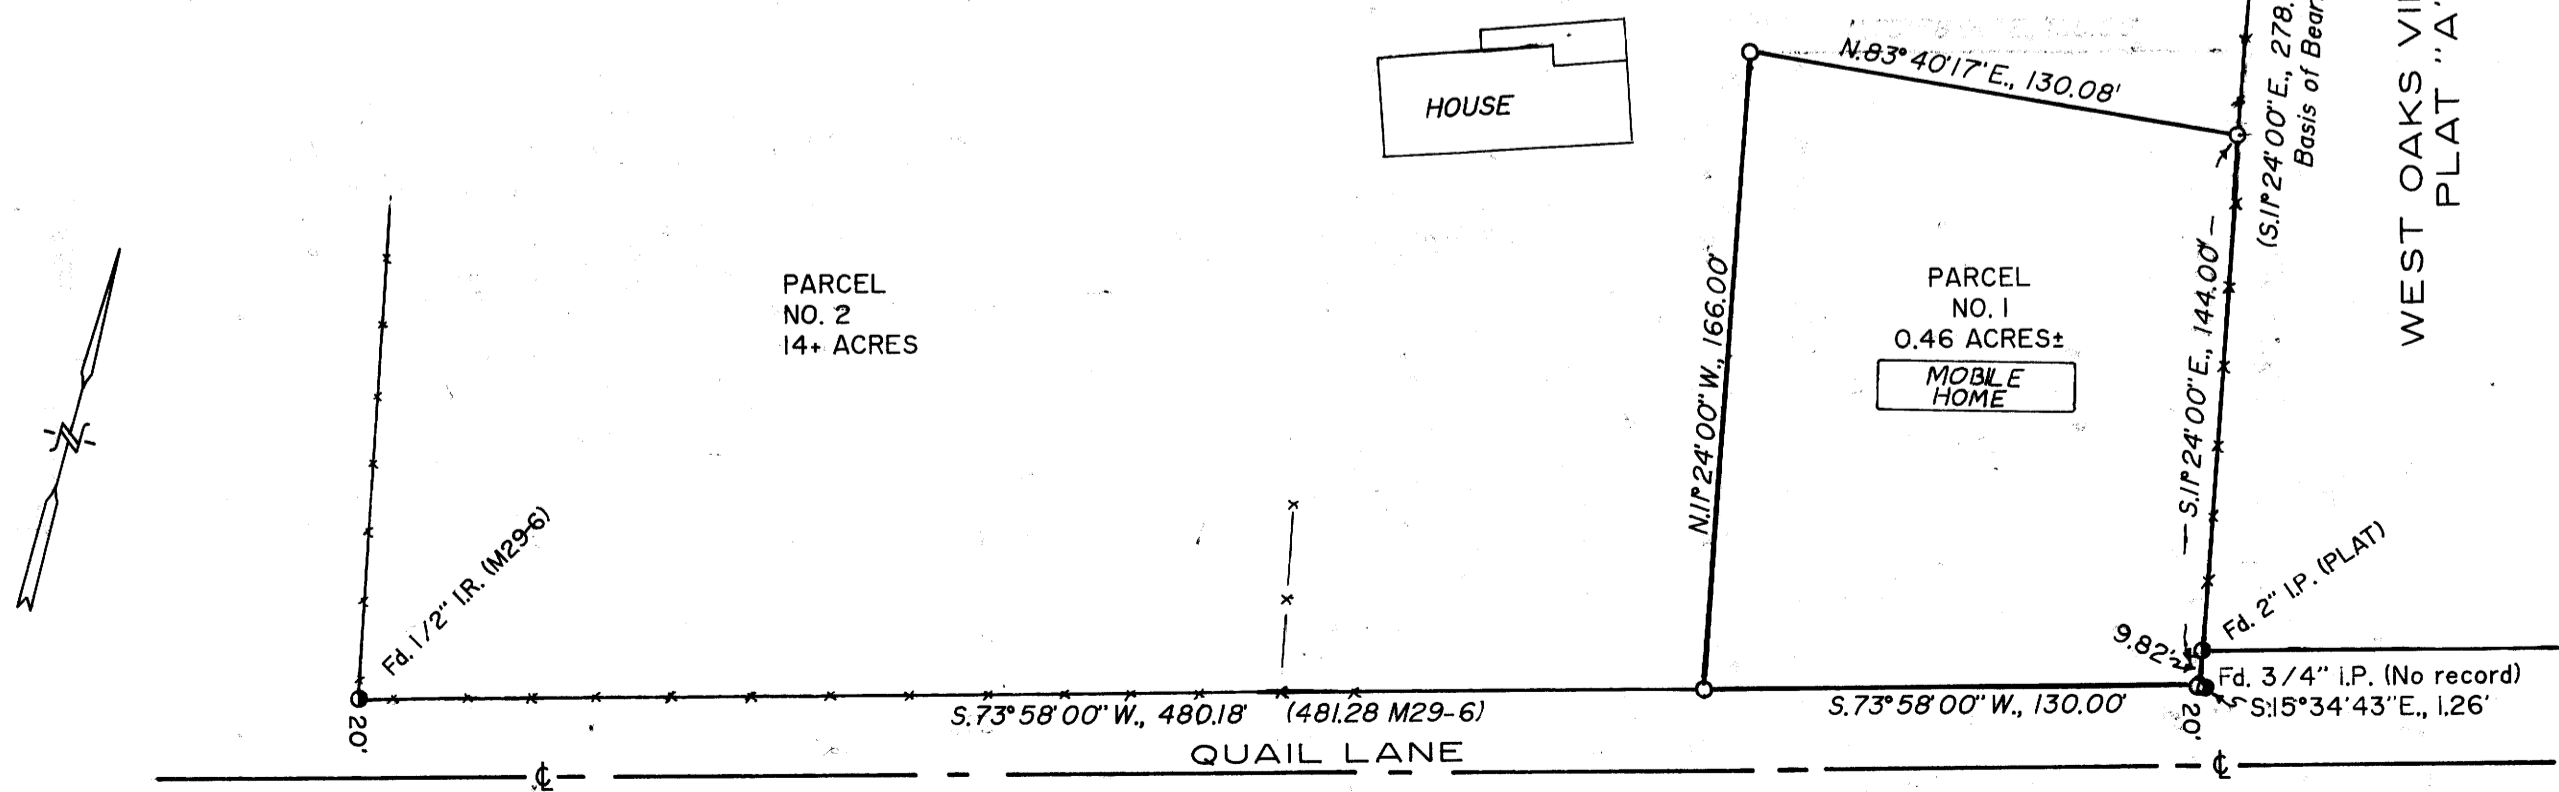 HOUSE
N.83°40'17"E., 130.08'
(S.11°24'00"E., 278.
Basis of Bear
WEST OAKS VI
PLAT "A"
PARCEL
NO. 2
14+ ACRES
N
N.11°24'00"W., 166.00'
PARCEL
NO. 1
0.46 ACRES±
MOBILE
HOME
S.11°24'00"E., 144.00'
Fd. 1/2" I.R. (M29-6)
Fd. 2" I.P. (PLAT)
9.82'
Fd. 3/4" I.P. (No record)
S.15°34'43"E., 1.26'
20'
S.73°58'00"W., 480.18' (481.28 M29-6)
S.73°58'00"W., 130.00'
20'
QUAIL LANE
℄
℄